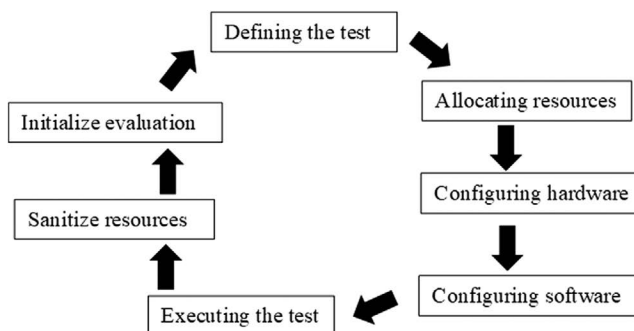 Defining the test
Allocating resources
Configuring hardware
Configuring software
Executing the test
Sanitize resources
Initialize evaluation